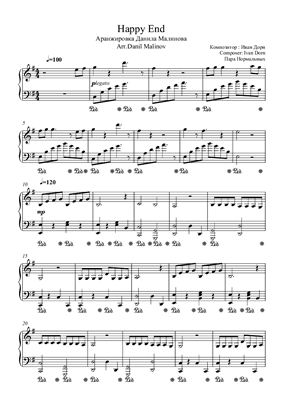 Happy End
Аранжировка Данила Малинова
Arr.Danil Malinov
Композитор : Иван Дорн
Composer: Ivan Dorn
Пара Нормальных
♩=100
piegato
5
10
♩=120
mp
15
20